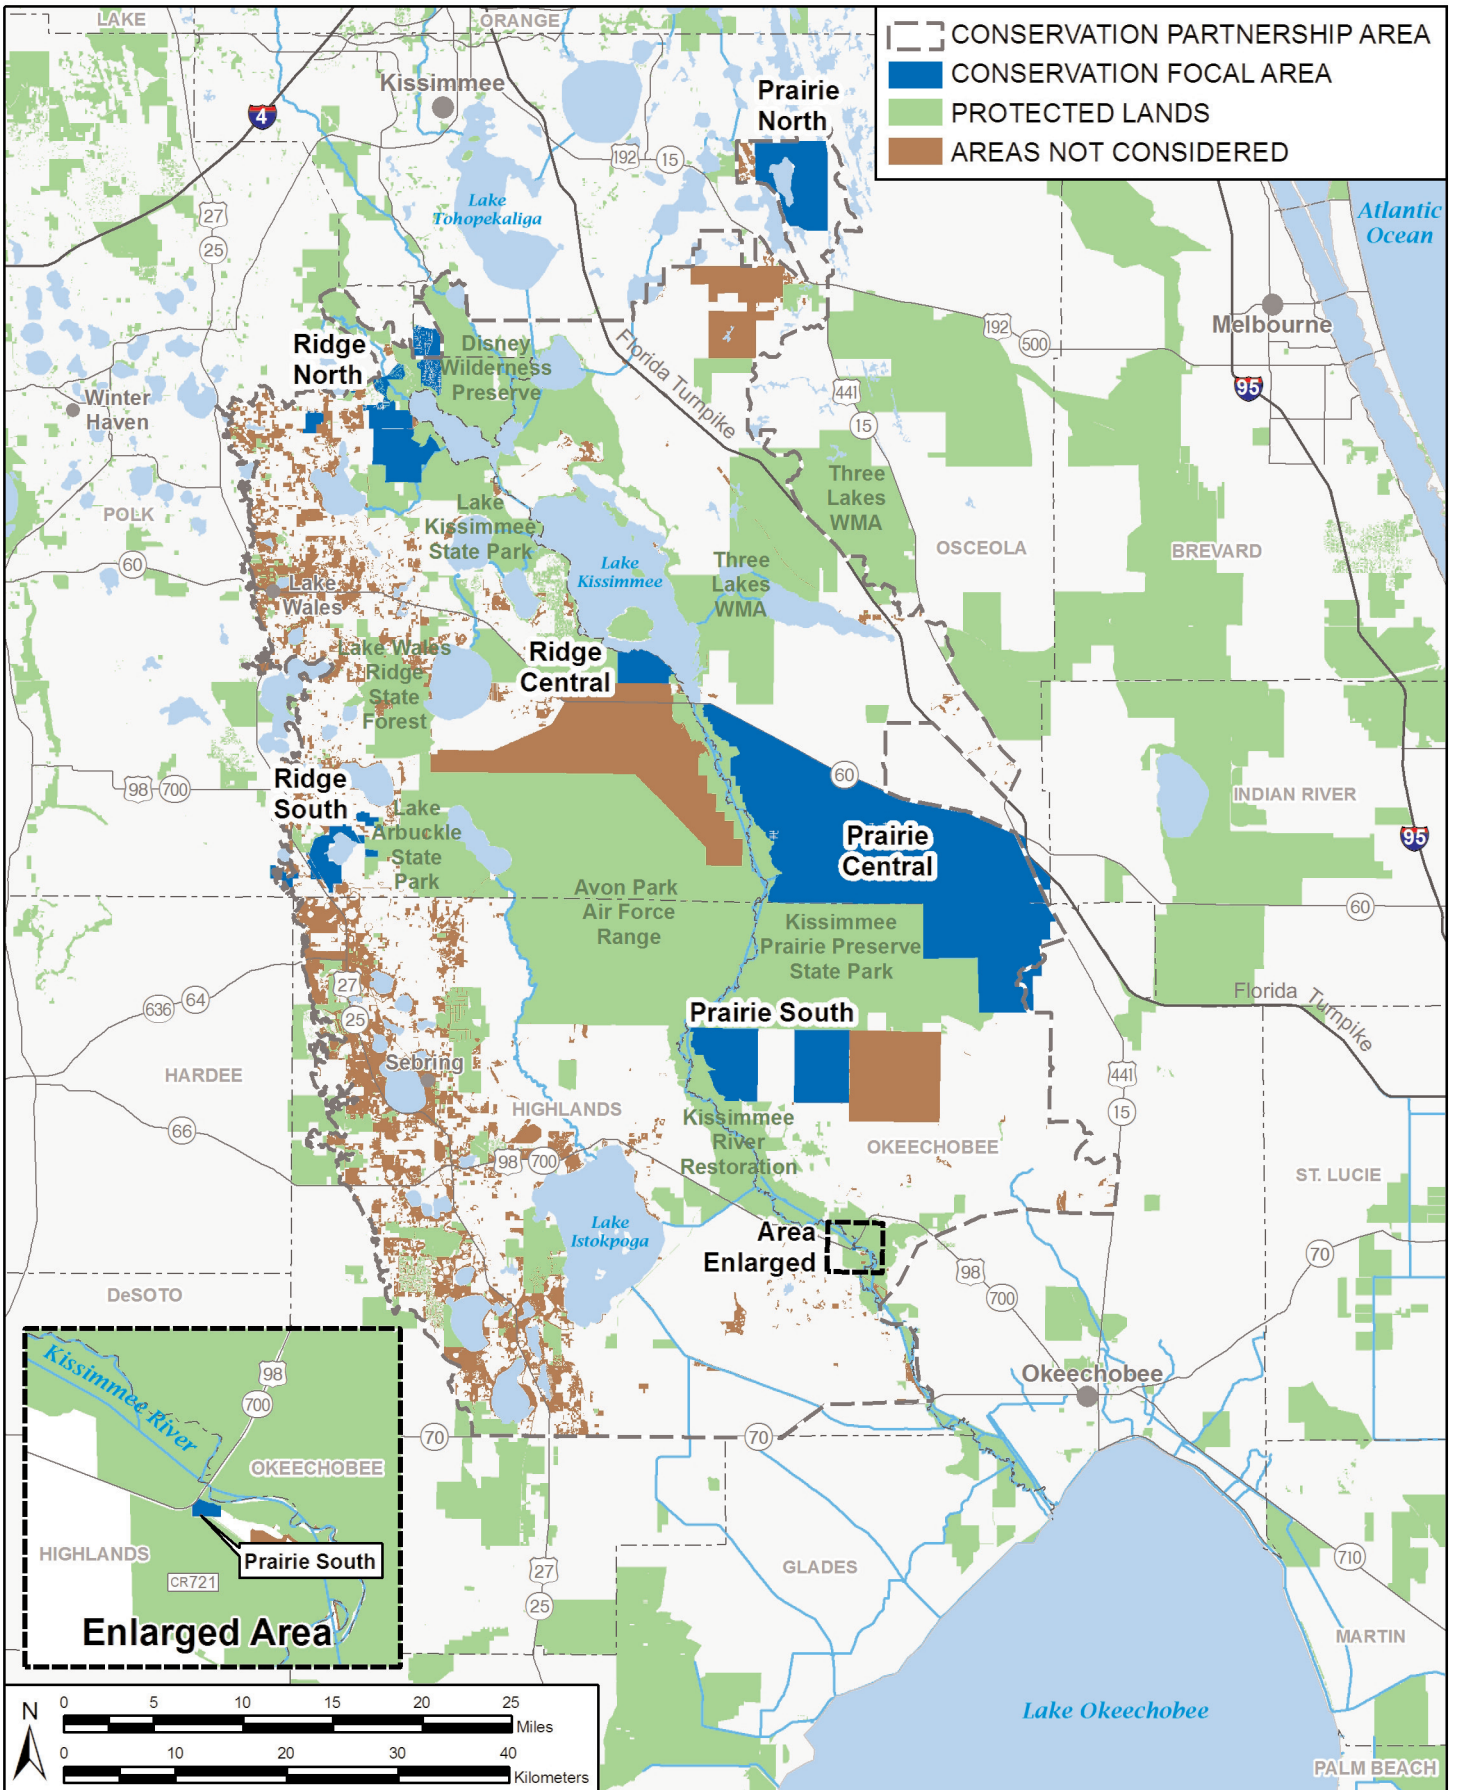 LAKE
ORANGE
CONSERVATION PARTNERSHIP AREA
CONSERVATION FOCAL AREA
PROTECTED LANDS
AREAS NOT CONSIDERED
Kissimmee
4
Prairie
North
192
15
27
25
Lake
Tohopekaliga
Atlantic
Ocean
Melbourne
192
500
95
Ridge
North
Disney
Wilderness
Preserve
Florida Turnpike
441
15
Winter
Haven
POLK
60
Lake
Kissimmee
State Park
Three
Lakes
WMA
OSCEOLA
BREVARD
Lake
Kissimmee
Three
Lakes
WMA
Lake
Wales
Lake Wales
Ridge
State
Forest
Ridge
Central
98
700
Ridge
South
60
INDIAN RIVER
95
Lake
Arbuckle
State
Park
Prairie
Central
Avon Park
Air Force
Range
Kissimmee
Prairie Preserve
State Park
60
Florida Turnpike
636
64
27
25
Prairie South
Sebring
HARDEE
441
15
66
HIGHLANDS
98
700
Kissimmee
River
Restoration
OKEECHOBEE
ST. LUCIE
Lake
Istokpoga
Area
Enlarged
98
700
70
DeSOTO
Okeechobee
70
70
Kissimmee River
98
700
OKEECHOBEE
HIGHLANDS
Prairie South
CR721
Enlarged Area
27
25
GLADES
710
MARTIN
Lake Okeechobee
PALM BEACH
N
0 5 10 15 20 25
Miles
0 10 20 30 40
Kilometers